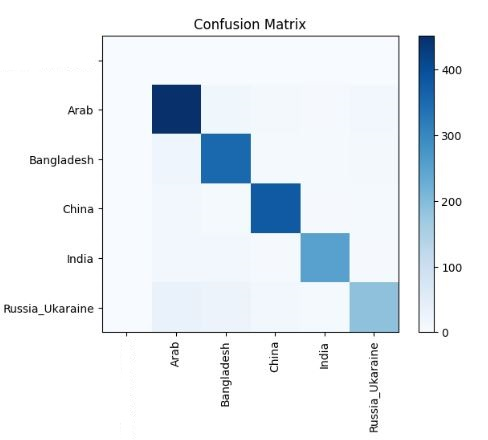 Confusion Matrix
Arab
Bangladesh
China
India
Russia_Ukaraine
Arab
Bangladesh
China
India
Russia_Ukaraine
400
300
200
100
0